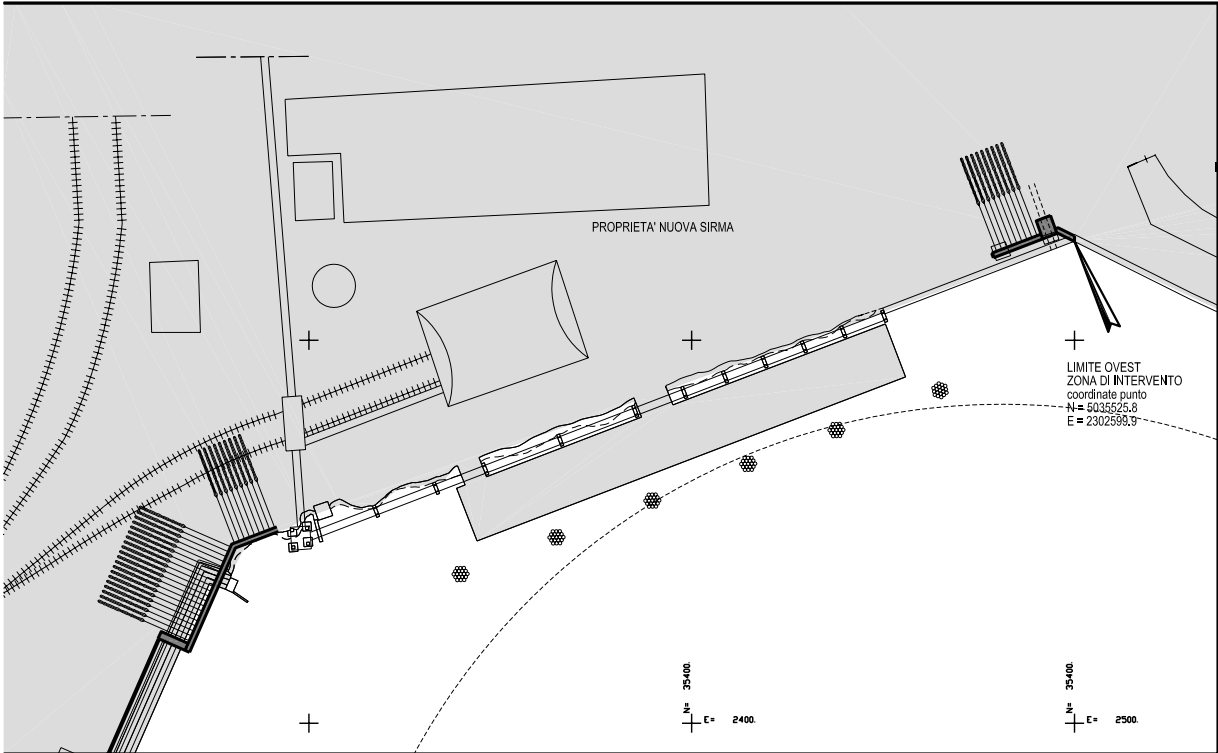 PROPRIETA' NUOVA SIRMA
LIMITE OVEST
ZONA DI INTERVENTO
coordinate punto
N = 5035525.8
E = 2302599.9
N= 35400.
E= 2400.
N= 35400.
E= 2500.